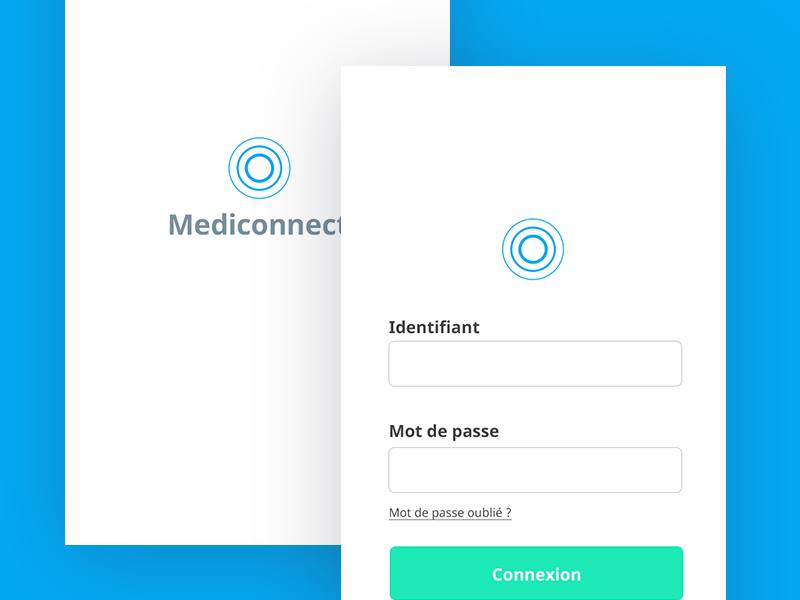 Mediconnect
Identifiant
Mot de passe
Mot de passe oublié ?
Connexion